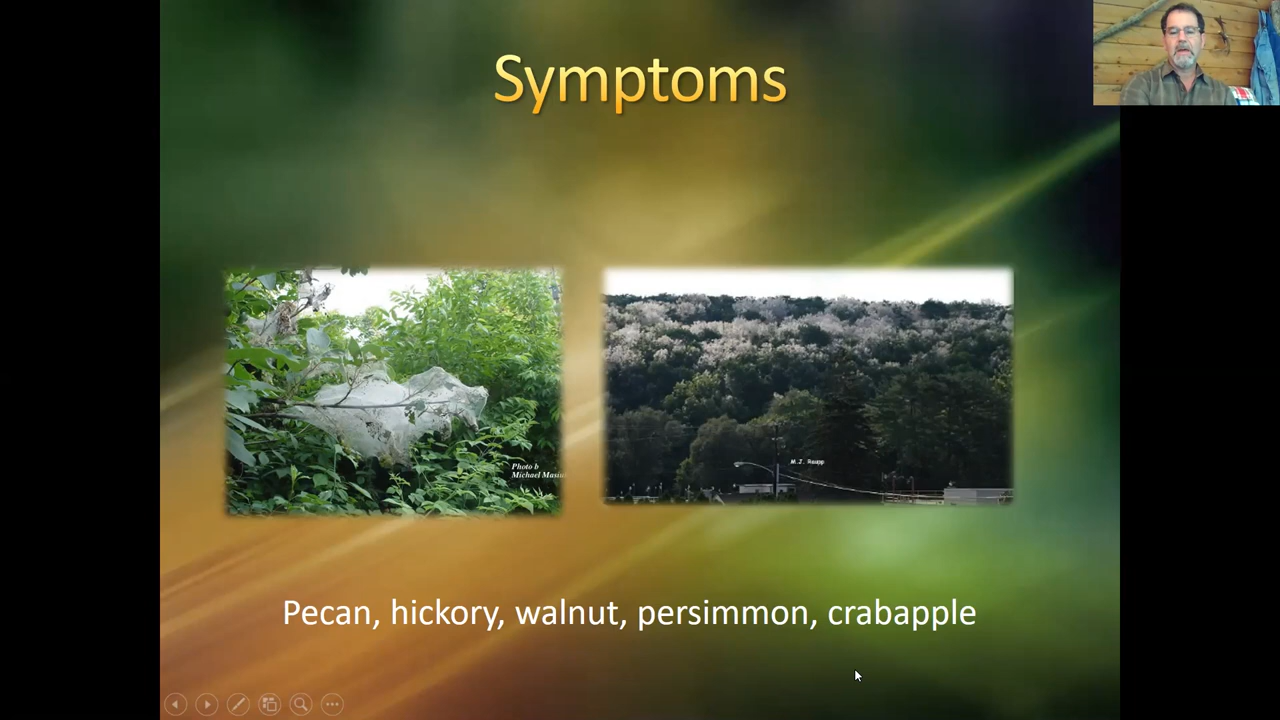 Symptoms
Photo b
Michael Masiu
M.J. Raupp
Pecan, hickory, walnut, persimmon, crabapple